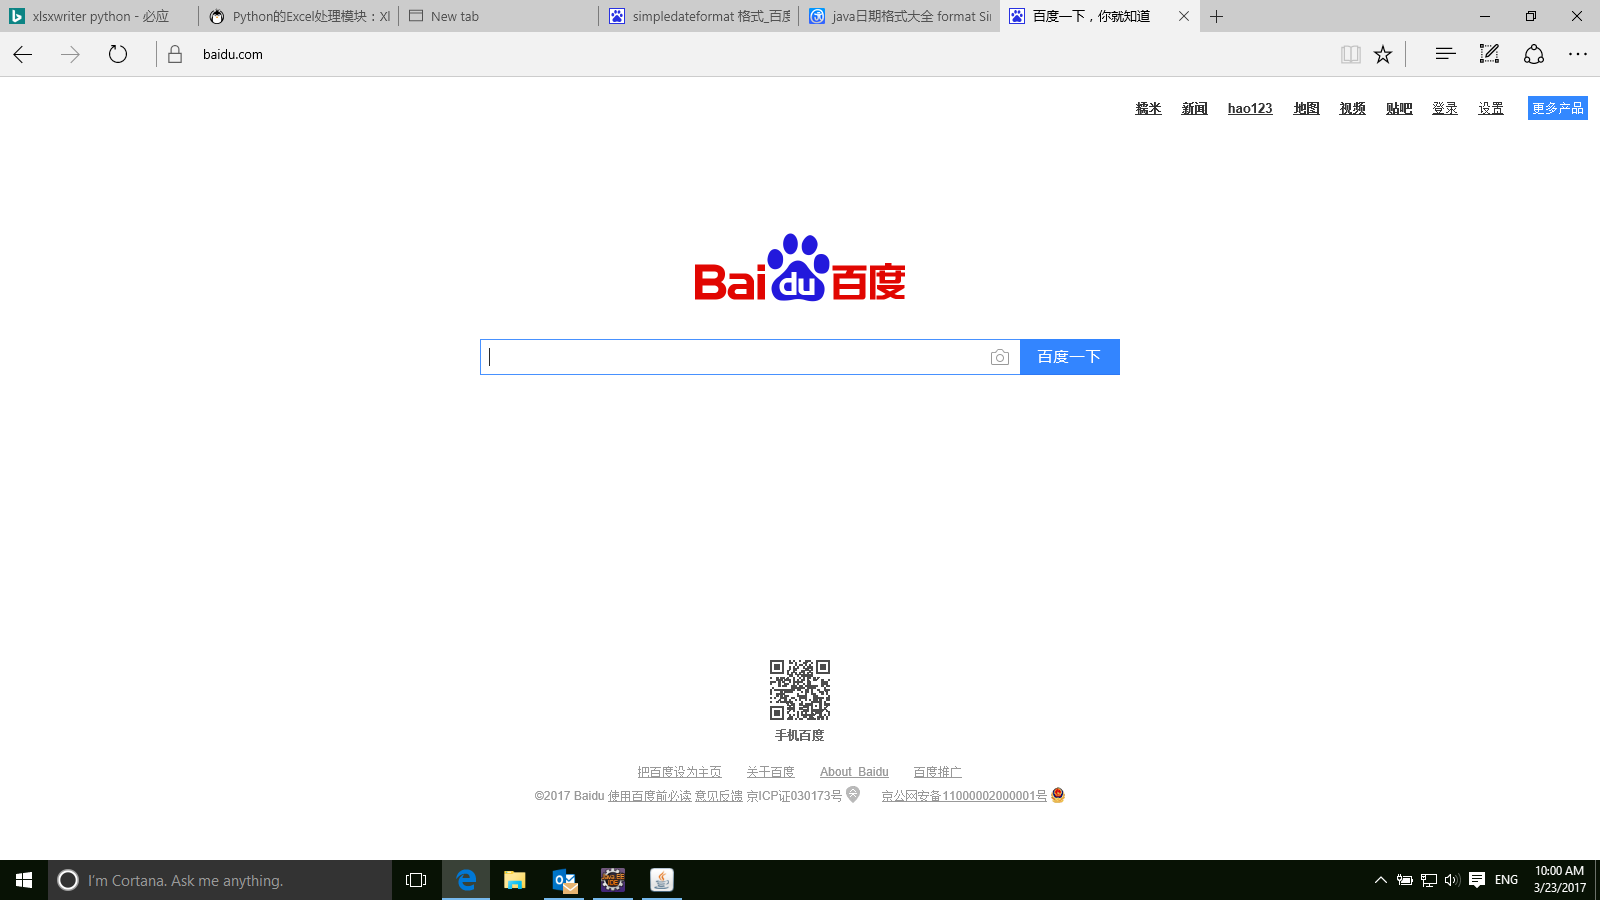 xlsxwriter python - 必应
Python的Excel处理模块：Xl
New tab
simpledateformat 格式_百度
java日期格式大全 format Sin
百度一下，你就知道
baidu.com
糯米 新闻 hao123 地图 视频 贴吧 登录 设置 更多产品
Bai du 百度
百度一下
手机百度
把百度设为主页 关于百度 About Baidu 百度推广
©2017 Baidu 使用百度前必读 意见反馈 京ICP证030173号 京公网安备11000002000001号
I'm Cortana. Ask me anything.
ENG
10:00 AM
3/23/2017